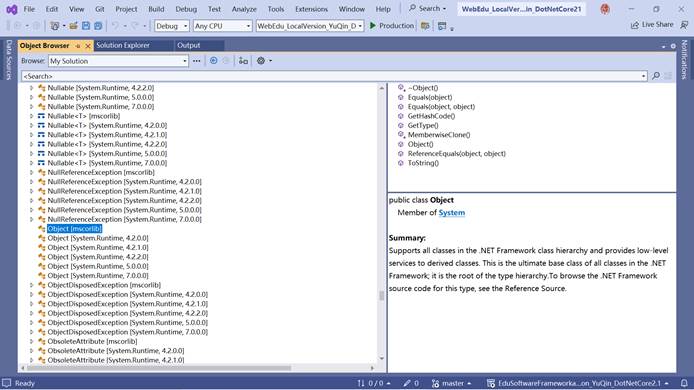 File Edit View Git Project Build Debug Test Analyze Tools Extensions Window Help Search WebEdu_LocalVersion_YuQin_DotNetCore21
Debug Any CPU WebEdu_LocalVersion_YuQin_D Production Live Share
Data Sources
Object Browser
Solution Explorer
Output
Notifications
Browse: My Solution
<Search>
Nullable [System.Runtime, 4.2.2.0]
Nullable [System.Runtime, 5.0.0.0]
Nullable [System.Runtime, 7.0.0.0]
Nullable<T> [mscorlib]
Nullable<T> [System.Runtime, 4.2.0.0]
Nullable<T> [System.Runtime, 4.2.1.0]
Nullable<T> [System.Runtime, 4.2.2.0]
Nullable<T> [System.Runtime, 5.0.0.0]
Nullable<T> [System.Runtime, 7.0.0.0]
NullReferenceException [mscorlib]
NullReferenceException [System.Runtime, 4.2.0.0]
NullReferenceException [System.Runtime, 4.2.1.0]
NullReferenceException [System.Runtime, 4.2.2.0]
NullReferenceException [System.Runtime, 5.0.0.0]
NullReferenceException [System.Runtime, 7.0.0.0]
Object [mscorlib]
Object [System.Runtime, 4.2.0.0]
Object [System.Runtime, 4.2.1.0]
Object [System.Runtime, 4.2.2.0]
Object [System.Runtime, 5.0.0.0]
Object [System.Runtime, 7.0.0.0]
ObjectDisposedException [mscorlib]
ObjectDisposedException [System.Runtime, 4.2.0.0]
ObjectDisposedException [System.Runtime, 4.2.1.0]
ObjectDisposedException [System.Runtime, 4.2.2.0]
ObjectDisposedException [System.Runtime, 5.0.0.0]
ObjectDisposedException [System.Runtime, 7.0.0.0]
ObsoleteAttribute [mscorlib]
ObsoleteAttribute [System.Runtime, 4.2.0.0]
ObsoleteAttribute [System.Runtime, 4.2.1.0]
~Object()
Equals(object)
Equals(object, object)
GetHashCode()
GetType()
MemberwiseClone()
Object()
ReferenceEquals(object, object)
ToString()
public class Object
Member of System
Summary:
Supports all classes in the .NET Framework class hierarchy and provides low-level
services to derived classes. This is the ultimate base class of all classes in the .NET
Framework; it is the root of the type hierarchy.To browse the .NET Framework
source code for this type, see the Reference Source.
Ready 0 / 0 0 master EduSoftwareFrameworka...on_YuQin_DotNetCore2.1